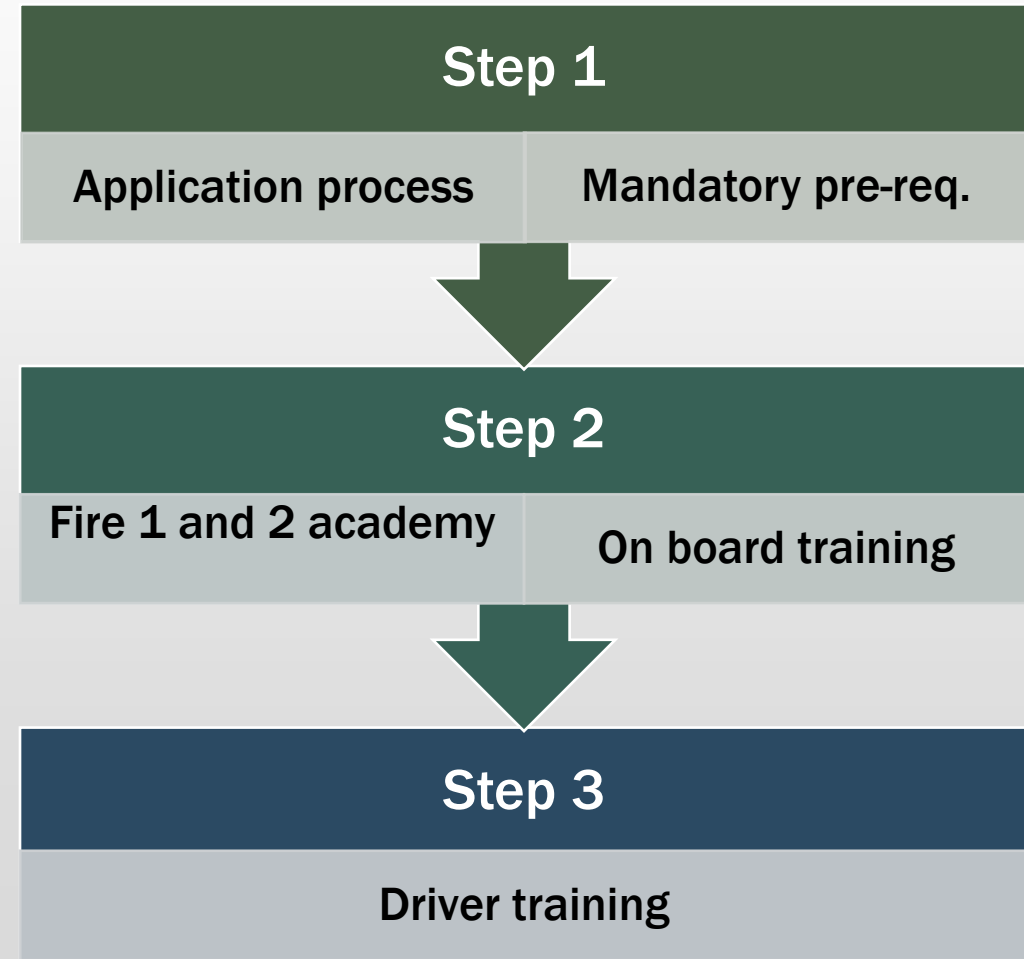 Step 1
Application process
Mandatory pre-req.
Step 2
Fire 1 and 2 academy
On board training
Step 3
Driver training